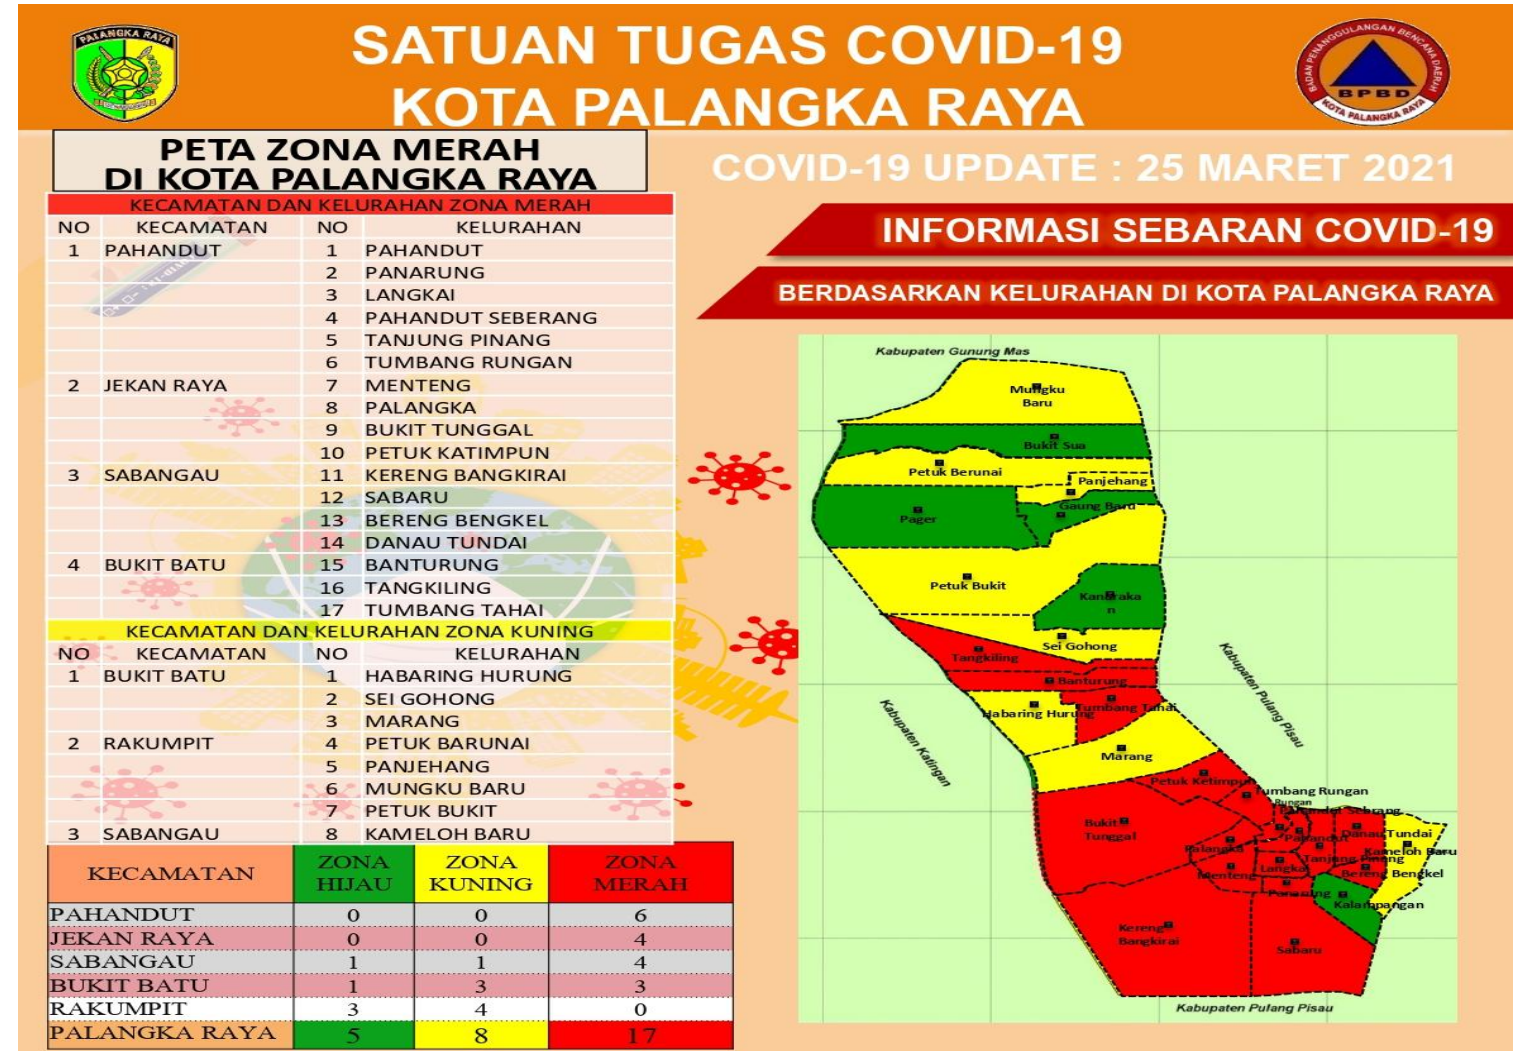 PALANGKA RAYA
SATUAN TUGAS COVID-19
KOTA PALANGKA RAYA
BADAN PENANGGULANGAN BENCANA DAERAH
BPBD
KOTA PALANGKA RAYA
PETA ZONA MERAH
DI KOTA PALANGKA RAYA
COVID-19 UPDATE : 25 MARET 2021
INFORMASI SEBARAN COVID-19
BERDASARKAN KELURAHAN DI KOTA PALANGKA RAYA
KECAMATAN DAN KELURAHAN ZONA MERAH
NO KECAMATAN NO KELURAHAN
1 PAHANDUT 1 PAHANDUT
2 PANARUNG
3 LANGKAI
4 PAHANDUT SEBERANG
5 TANJUNG PINANG
6 TUMBANG RUNGAN
2 JEKAN RAYA 7 MENTENG
8 PALANGKA
9 BUKIT TUNGGAL
10 PETUK KATIMPUN
3 SABANGAU 11 KERENG BANGKIRAI
12 SABARU
13 BERENG BENGKEL
14 DANAU TUNDAI
4 BUKIT BATU 15 BANTURUNG
16 TANGKILING
17 TUMBANG TAHAI
KECAMATAN DAN KELURAHAN ZONA KUNING
NO KECAMATAN NO KELURAHAN
1 BUKIT BATU 1 HABARING HURUNG
2 SEI GOHONG
3 MARANG
2 RAKUMPIT 4 PETUK BARUNAI
5 PANJEHANG
6 MUNGKU BARU
7 PETUK BUKIT
3 SABANGAU 8 KAMELOH BARU
KECAMATAN ZONA HIJAU ZONA KUNING ZONA MERAH
PAHANDUT 0 0 6
JEKAN RAYA 0 0 4
SABANGAU 1 1 4
BUKIT BATU 1 3 3
RAKUMPIT 3 4 0
PALANGKA RAYA 5 8 17
Kabupaten Gunung Mas
Mungku
Baru
Bukit Sua
Petuk Berunai
Panjehang
Gaung Baru
Pager
Petuk Bukit
Kanaraka
n
Sei Gohong
Tangkiling
Banturung
Habaring Hurung
Tumbang Tahai
Marang
Kabupaten Pulang Pisau
Kabupaten Katingan
Petuk Ketimpu
Tumbang Rungan
Rungan
Bukit
Tunggal
Pahandut
Danau Tundai
Palangka
Kameloh Baru
Tanjung Pinang
Menteng
Langkai
Bereng Bengkel
Panarung
Kalampangan
Kereng
Bangkirai
Sabaru
Kabupaten Pulang Pisau